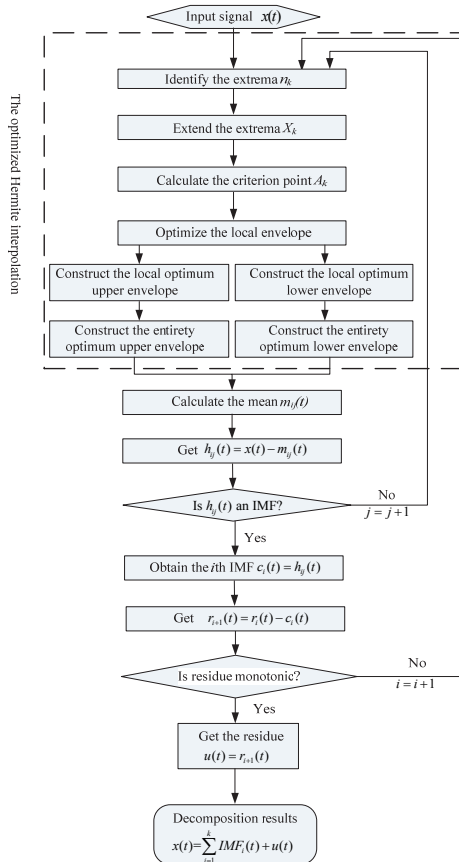 Input signal x(t)
The optimized Hermite interpolation
Identify the extrema n_k
Extend the extrema X_k
Calculate the criterion point A_k
Optimize the local envelope
Construct the local optimum
upper envelope
Construct the local optimum
lower envelope
Construct the entirety
optimum upper envelope
Construct the entirety
optimum lower envelope
Calculate the mean m_ij(t)
Get h_ij(t) = x(t) − m_ij(t)
Is h_ij(t) an IMF?
No
j = j+1
Yes
Obtain the ith IMF c_i(t) = h_ij(t)
Get r_i+1(t) = r_i(t) − c_i(t)
Is residue monotonic?
No
i = i+1
Yes
Get the residue
u(t) = r_i+1(t)
Decomposition results
x(t) = ∑_{i=1}^{k} IMF_i(t) + u(t)